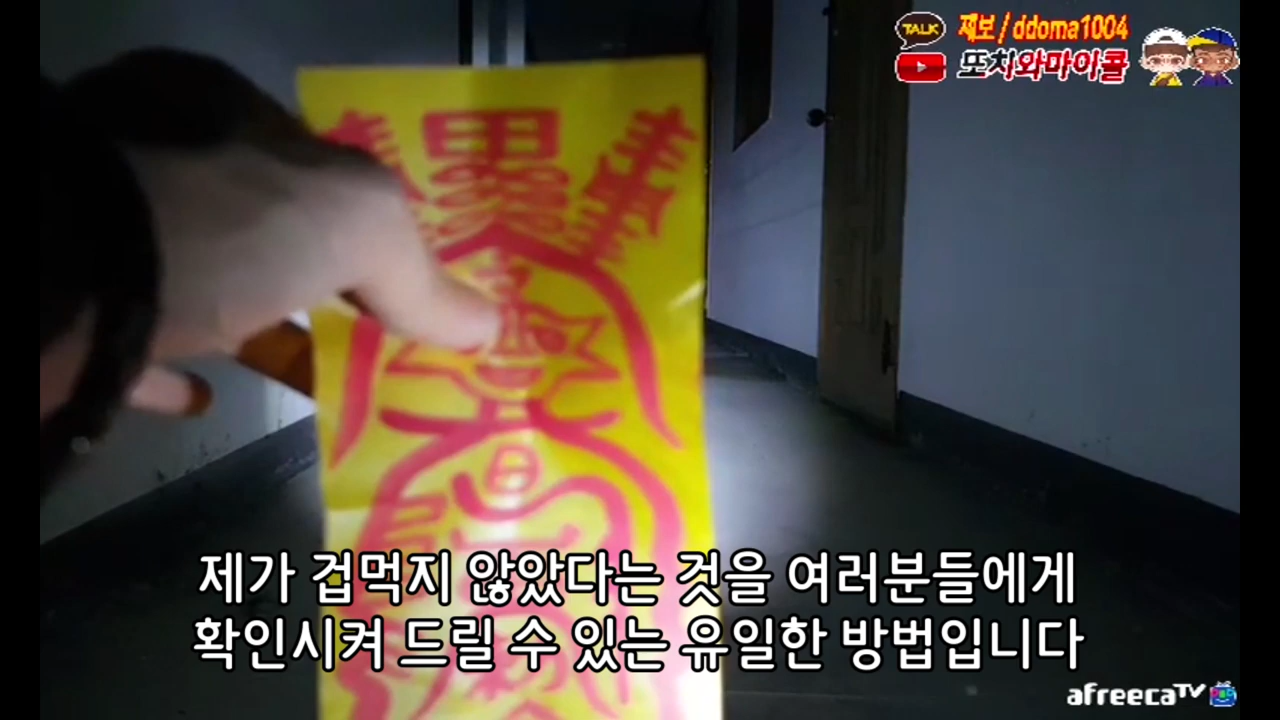 TALK 제보/ddoma1004
또치와마이콜
제가 겁먹지 않았다는 것을 여러분들에게
확인시켜 드릴 수 있는 유일한 방법입니다
afreecaTV